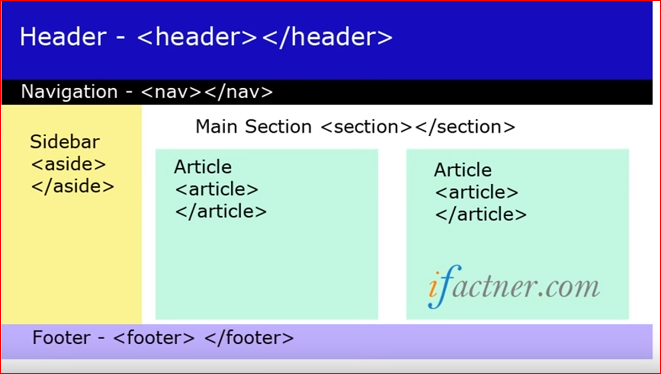 Header - <header></header>
Navigation - <nav></nav>
Sidebar
<aside>
</aside>
Main Section <section></section>
Article
<article>
</article>
Article
<article>
</article>
ifactner.com
Footer - <footer> </footer>